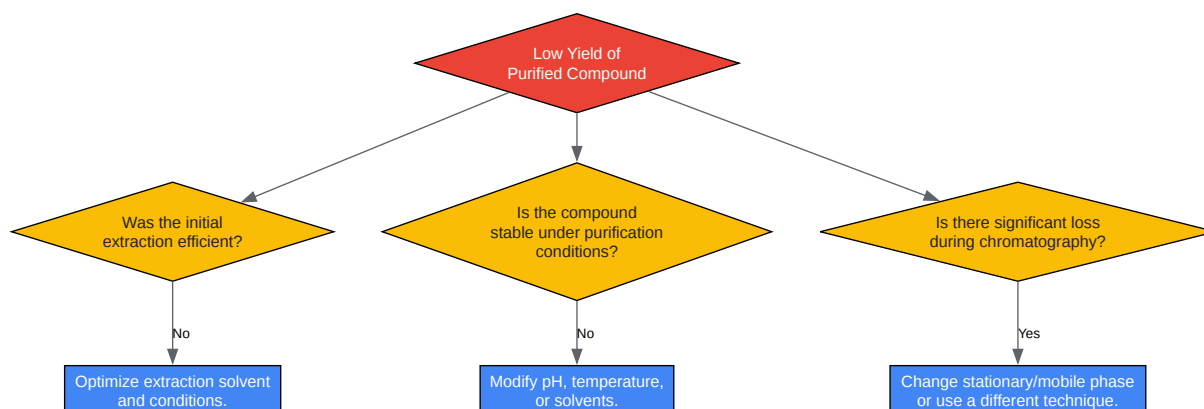 Low Yield of
Purified Compound
Was the initial
extraction efficient?
Is the compound
stable under purification
conditions?
Is there significant loss
during chromatography?
No
No
Yes
Optimize extraction solvent
and conditions.
Modify pH, temperature,
or solvents.
Change stationary/mobile phase
or use a different technique.